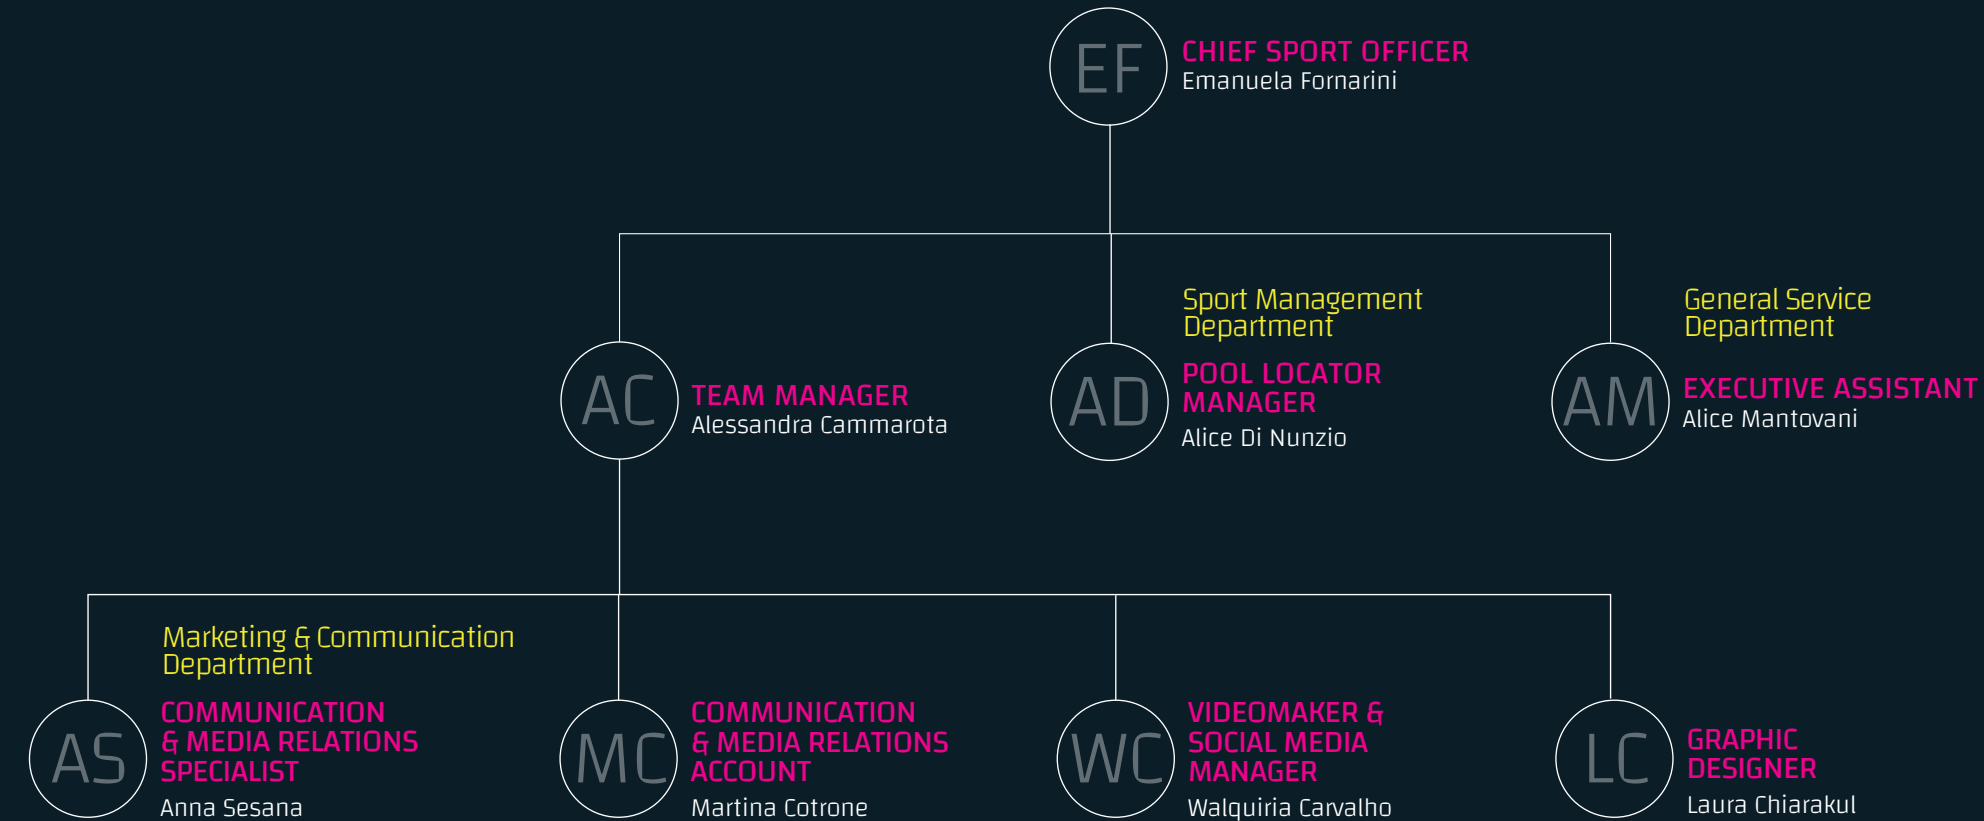 EF
CHIEF SPORT OFFICER
Emanuela Fornarini
AC
TEAM MANAGER
Alessandra Cammarota
Sport Management
Department
AD
POOL LOCATOR
MANAGER
Alice Di Nunzio
General Service
Department
AM
EXECUTIVE ASSISTANT
Alice Mantovani
Marketing & Communication
Department
AS
COMMUNICATION
& MEDIA RELATIONS
SPECIALIST
Anna Sesana
MC
COMMUNICATION
& MEDIA RELATIONS
ACCOUNT
Martina Cotrone
WC
VIDEOMAKER &
SOCIAL MEDIA
MANAGER
Walquiria Carvalho
LC
GRAPHIC
DESIGNER
Laura Chiarakul